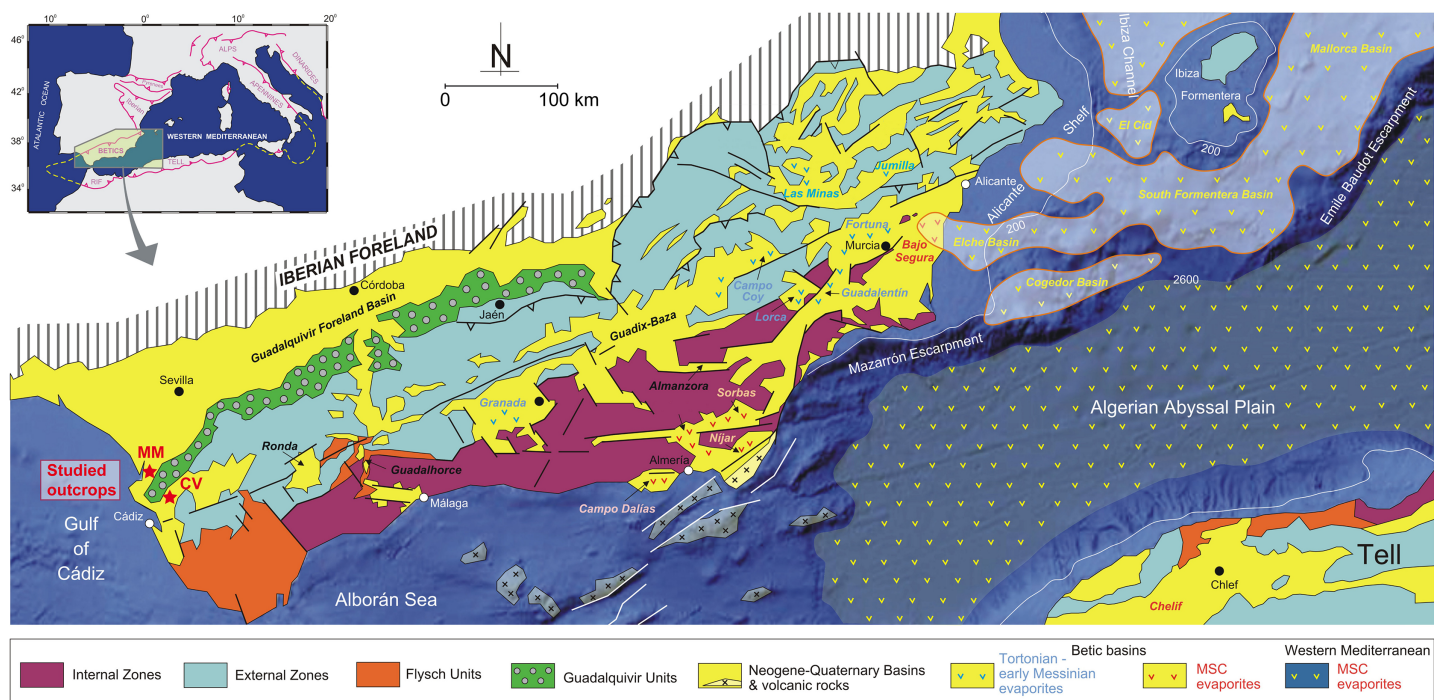 10° 0° 10° 20°
46°
42°
38°
34°
ATALANTIC OCEAN
ALPS
DINARIDES
APENNINES
Iberian
WESTERN MEDITERRANEAN
BETICS
TELL
RIF
N
0 100 km
IBERIAN FORELAND
Guadalquivir Foreland Basin
Córdoba
Jaén
Sevilla
Guadix-Baza
Granada
Ronda
Guadalhorce
Málaga
MM
CV
Studied
outcrops
Cádiz
Gulf
of
Cádiz
Alborán Sea
Las Minas
Jumilla
Alicante
Fortuna
Murcia
Bajo
Segura
Campo
Coy
Guadalentín
Lorca
Almanzora
Sorbas
Níjar
Almería
Campo Dalías
Mazarrón Escarpment
Ibiza Channel
Ibiza
Formentera
Mallorca Basin
El Cid
Alicante Shelf
200
200
South Formentera Basin
Elche Basin
Cogedor Basin
2600
Emile Baudot Escarpment
Algerian Abyssal Plain
Tell
Chlef
Chelif
Internal Zones
External Zones
Flysch Units
Guadalquivir Units
Neogene-Quaternary Basins
& volcanic rocks
Betic basins
Tortonian -
early Messinian
evaporites
MSC
evaporites
Western Mediterranean
MSC
evaporites